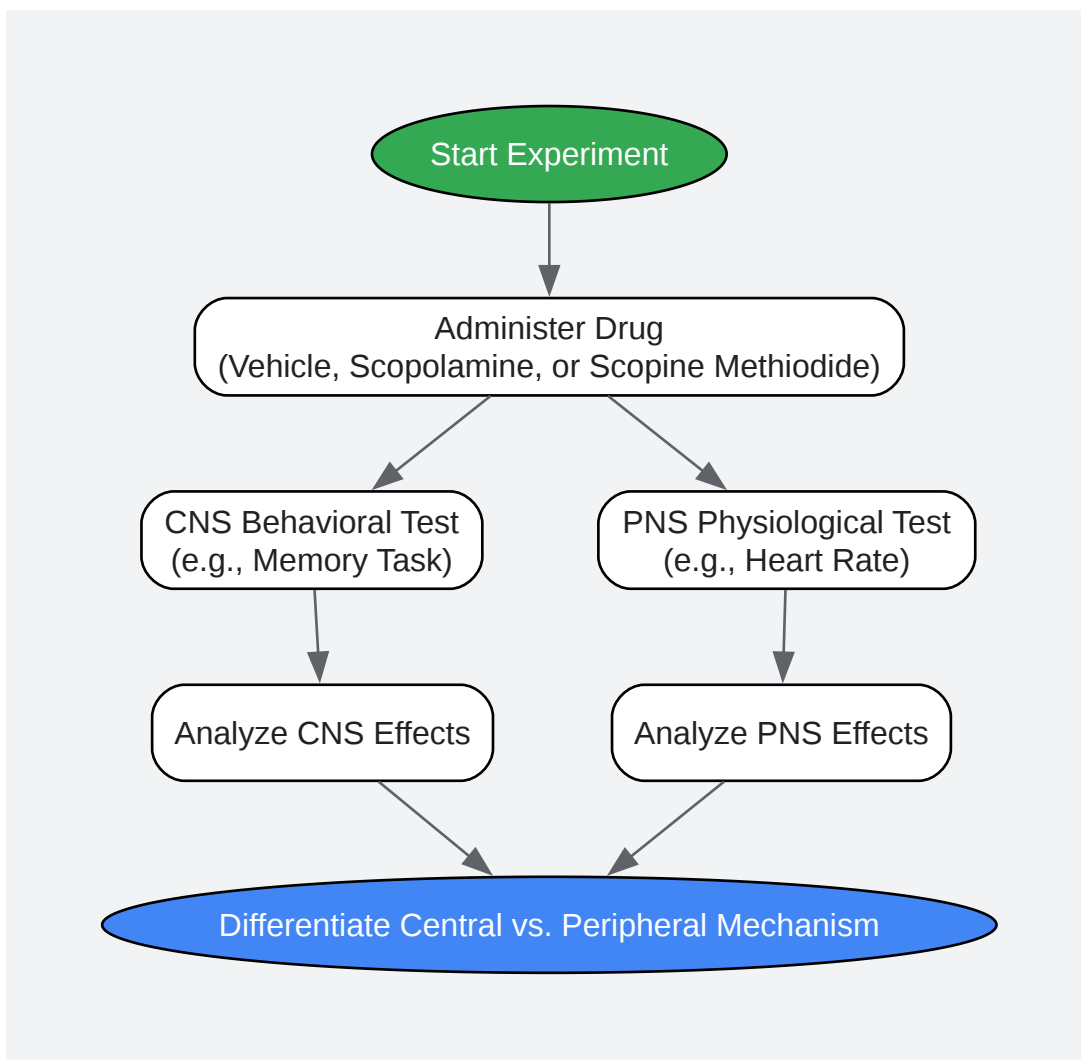 Start Experiment
Administer Drug
(Vehicle, Scopolamine, or Scopine Methiodide)
CNS Behavioral Test
(e.g., Memory Task)
PNS Physiological Test
(e.g., Heart Rate)
Analyze CNS Effects
Analyze PNS Effects
Differentiate Central vs. Peripheral Mechanism